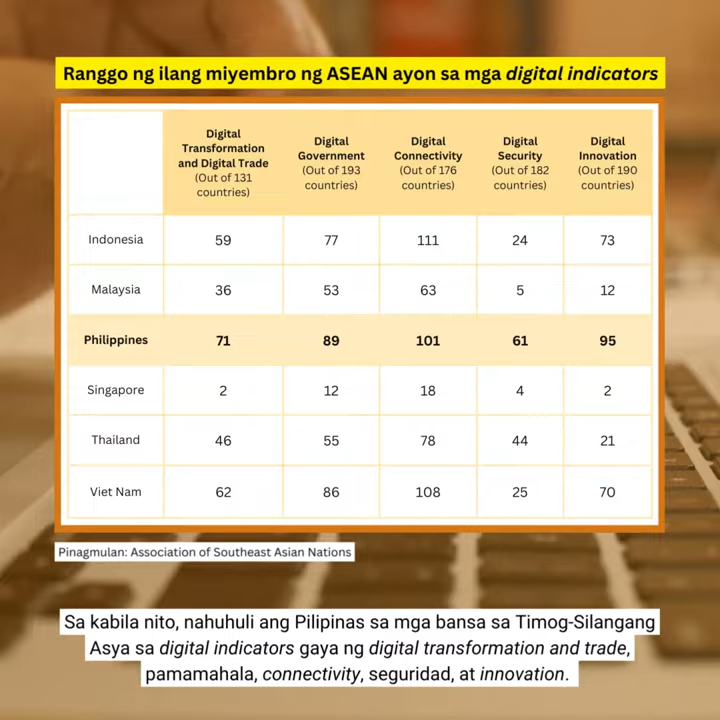 Ranggo ng ilang miyembro ng ASEAN ayon sa mga digital indicators
Digital Transformation and Digital Trade (Out of 131 countries) Digital Government (Out of 193 countries) Digital Connectivity (Out of 176 countries) Digital Security (Out of 182 countries) Digital Innovation (Out of 190 countries)
Indonesia 59 77 111 24 73
Malaysia 36 53 63 5 12
Philippines 71 89 101 61 95
Singapore 2 12 18 4 2
Thailand 46 55 78 44 21
Viet Nam 62 86 108 25 70
Pinagmulan: Association of Southeast Asian Nations
Sa kabila nito, nahuhuli ang Pilipinas sa mga bansa sa Timog-Silangang
Asya sa digital indicators gaya ng digital transformation and trade,
pamamahala, connectivity, seguridad, at innovation.